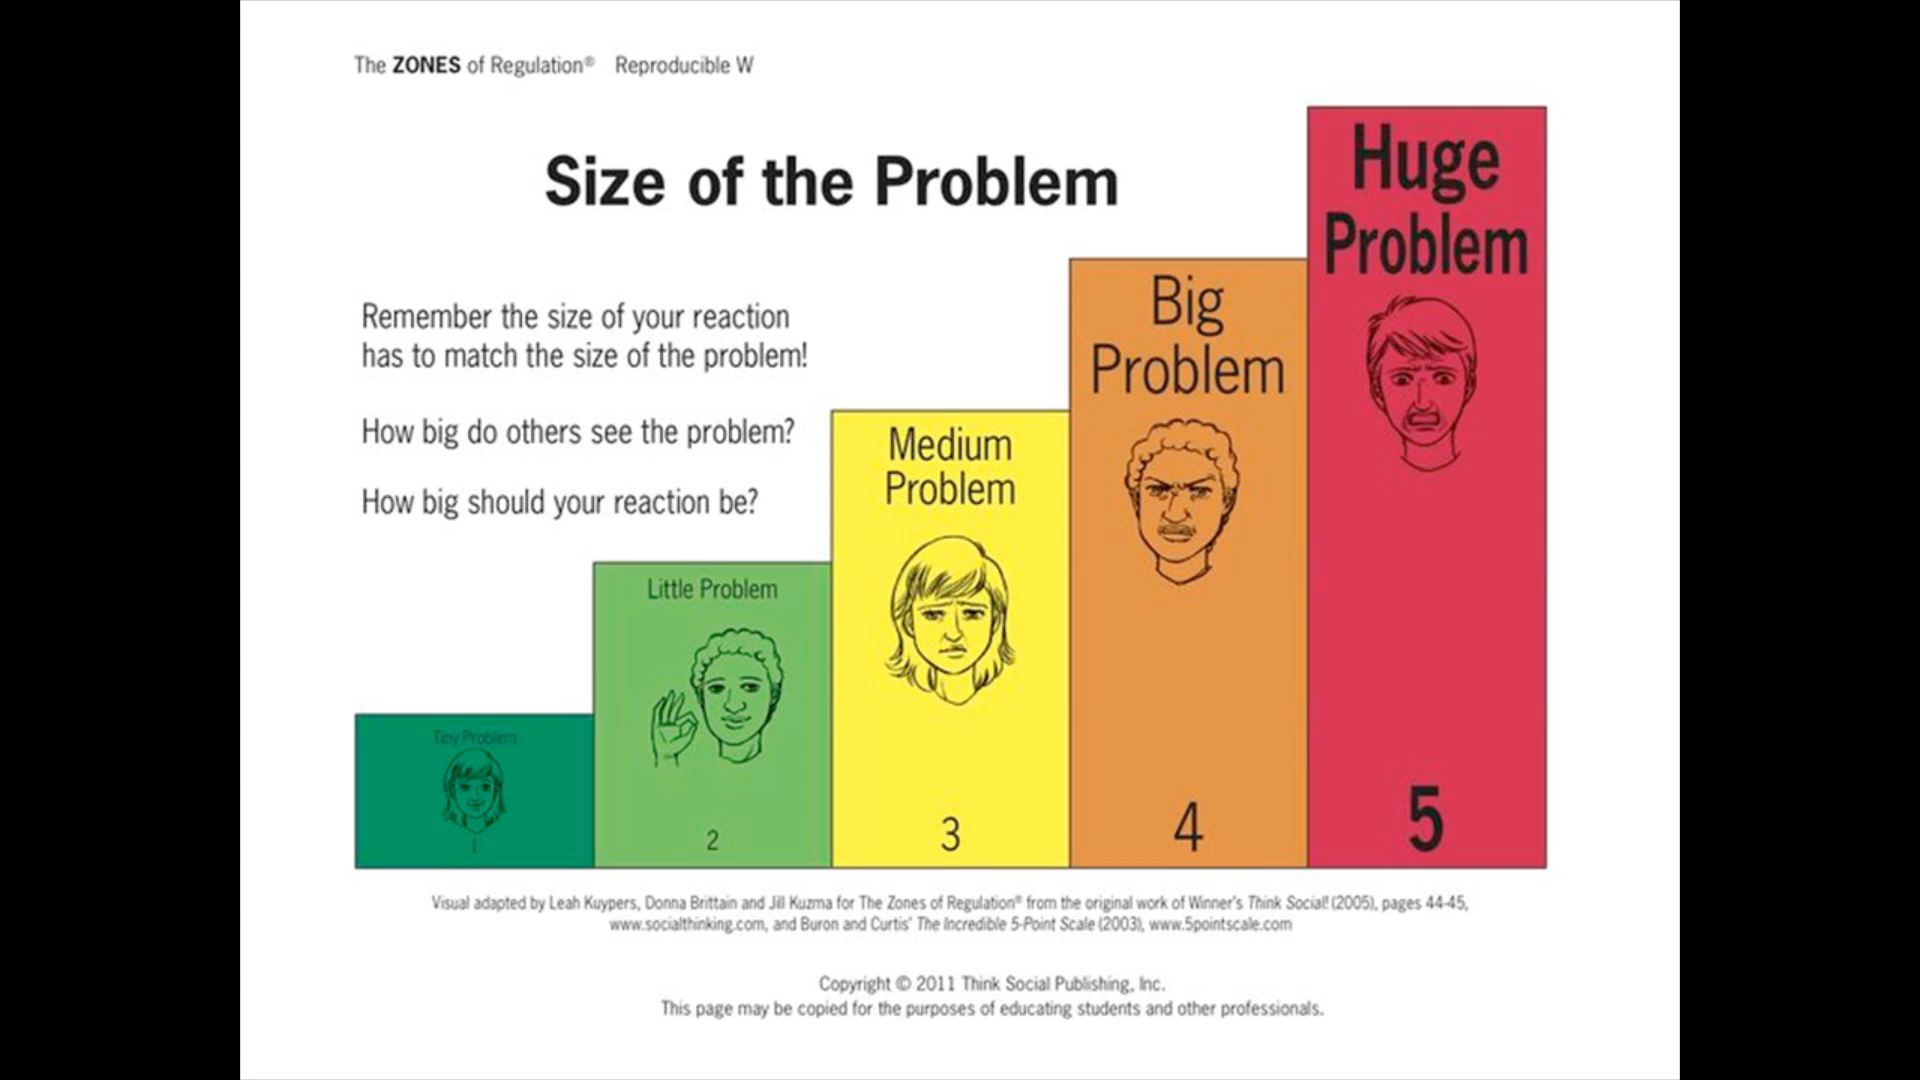 The ZONES of Regulation® Reproducible W
Size of the Problem
Remember the size of your reaction
has to match the size of the problem!
How big do others see the problem?
How big should your reaction be?
Tiny Problem
1
Little Problem
2
Medium
Problem
3
Big
Problem
4
Huge
Problem
5
Visual adapted by Leah Kuypers, Donna Brittain and Jill Kuzma for The Zones of Regulation® from the original work of Winner's Think Social! (2005), pages 44-45,
www.socialthinking.com, and Buron and Curtis' The Incredible 5-Point Scale (2003), www.5pointscale.com
Copyright © 2011 Think Social Publishing, Inc.
This page may be copied for the purposes of educating students and other professionals.